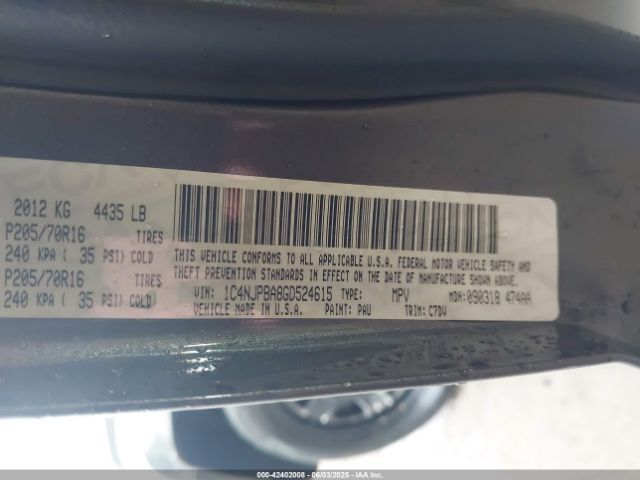 2012 KG 4435 LB
P205/70R16 TIRES
240 KPA ( 35 PSI) COLD
P205/70R16 TIRES
240 KPA ( 35 PSI) COLD
THIS VEHICLE CONFORMS TO ALL APPLICABLE U.S.A. FEDERAL MOTOR VEHICLE SAFETY AND
THEFT PREVENTION STANDARDS IN EFFECT ON THE DATE OF MANUFACTURE SHOWN ABOVE.
VIN: 1C4NJPBA8GD524615 TYPE: MPV MDH: 090318 474AA
VEHICLE MADE IN U.S.A. PAINT: PAU TRIM: C7DV
000-42402008 - 06/03/2025 - IAA Inc.